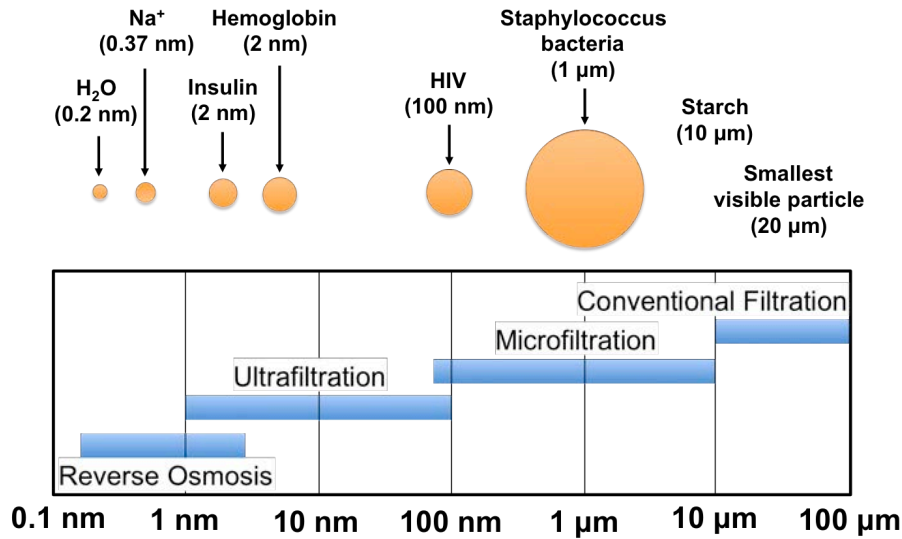 Na⁺
(0.37 nm)
Hemoglobin
(2 nm)
Staphylococcus
bacteria
(1 µm)
H₂O
(0.2 nm)
Insulin
(2 nm)
HIV
(100 nm)
Starch
(10 µm)
Smallest
visible particle
(20 µm)
Conventional Filtration
Microfiltration
Ultrafiltration
Reverse Osmosis
0.1 nm
1 nm
10 nm
100 nm
1 µm
10 µm
100 µm